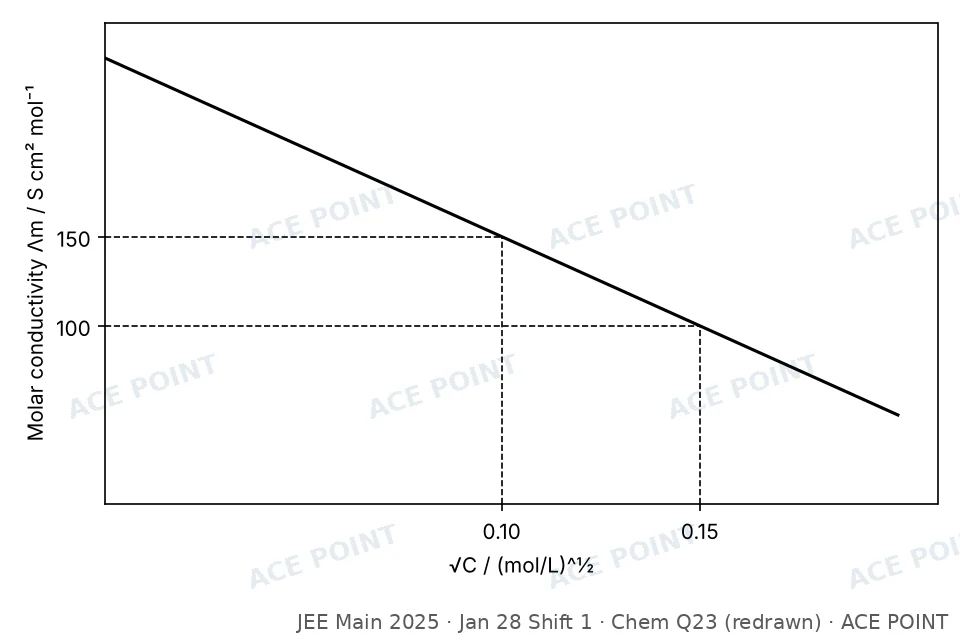 Molar conductivity Λm / S cm² mol⁻¹
150
100
0.10 0.15
√C / (mol/L)^½
ACE POINT
ACE POINT
ACE POINT
ACE POINT
ACE POINT
ACE POINT
ACE POINT
ACE POINT
ACE POINT
JEE Main 2025 · Jan 28 Shift 1 · Chem Q23 (redrawn) · ACE POINT